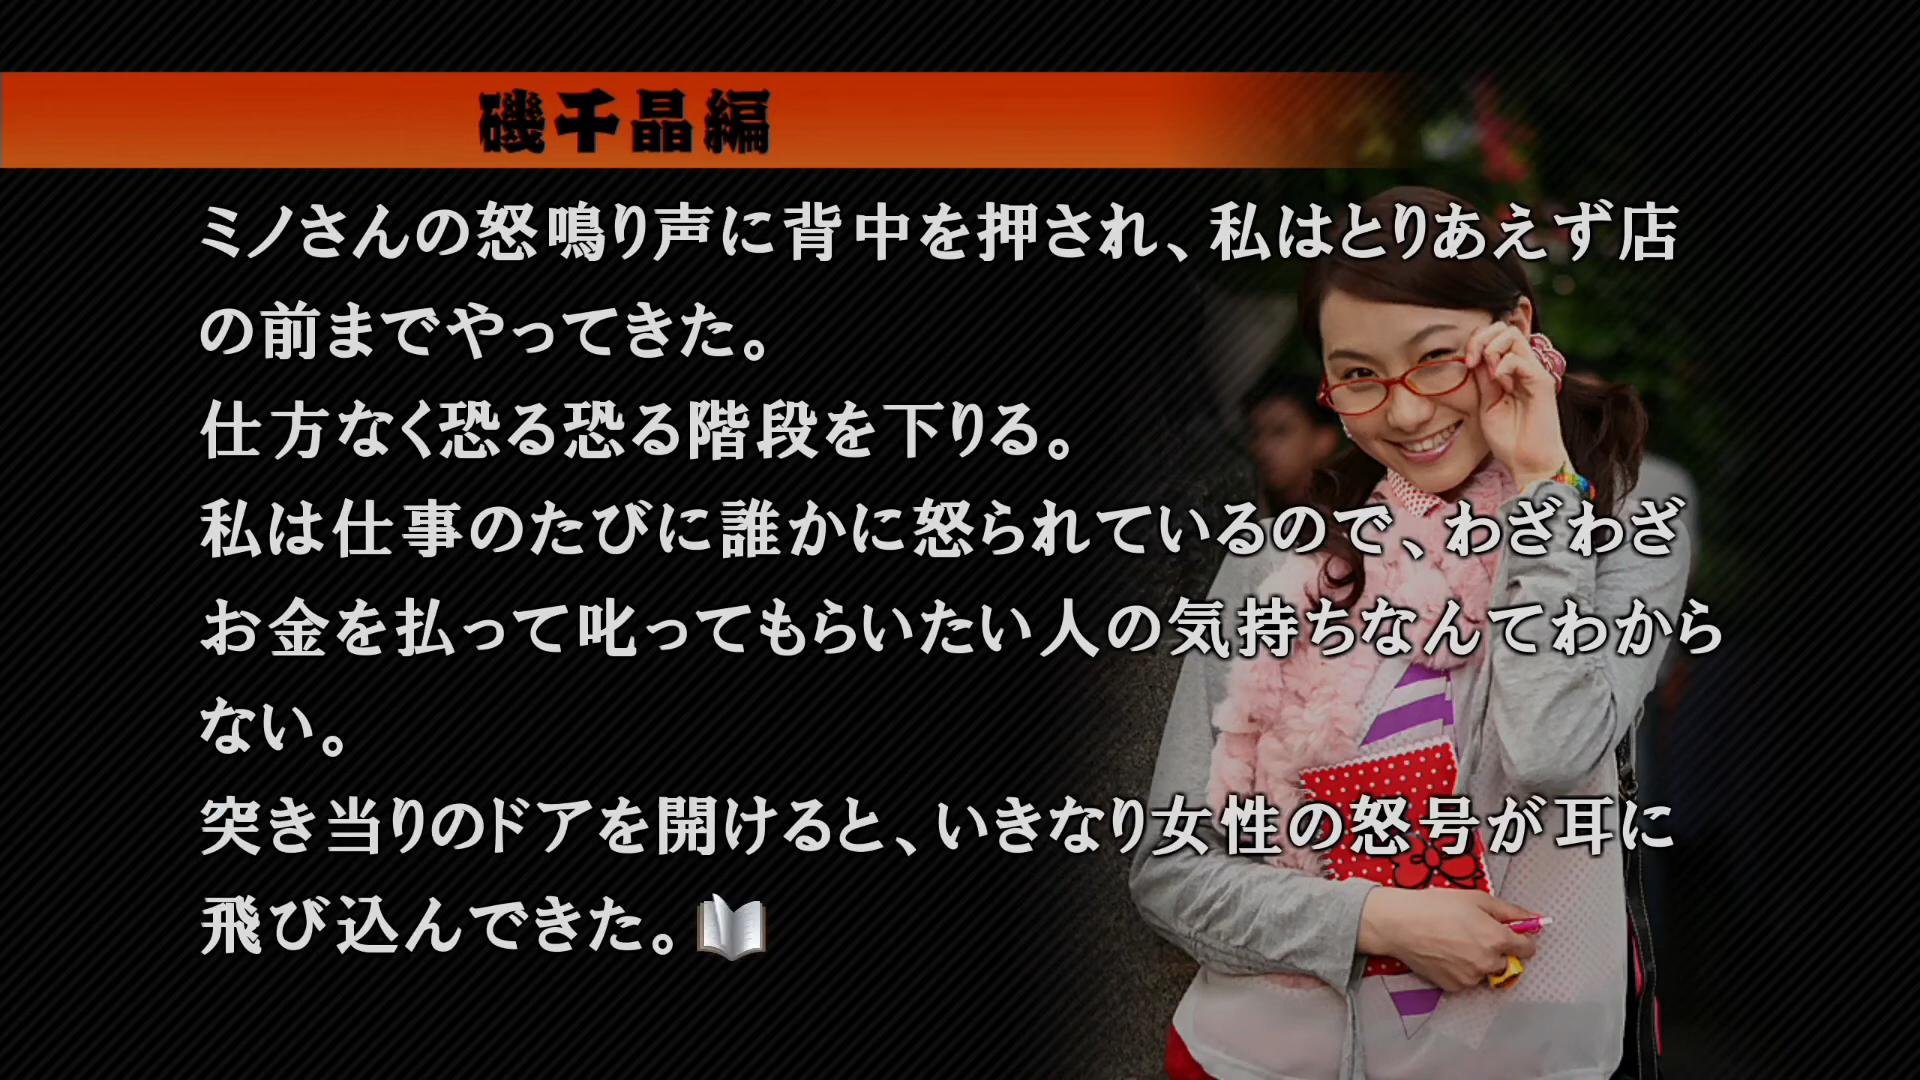 磯千晶編
ミノさんの怒鳴り声に背中を押され、私はとりあえず店
の前までやってきた。
仕方なく恐る恐る階段を下りる。
私は仕事のたびに誰かに怒られているので、わざわざ
お金を払って叱ってもらいたい人の気持ちなんてわから
ない。
突き当りのドアを開けると、いきなり女性の怒号が耳に
飛び込んできた。